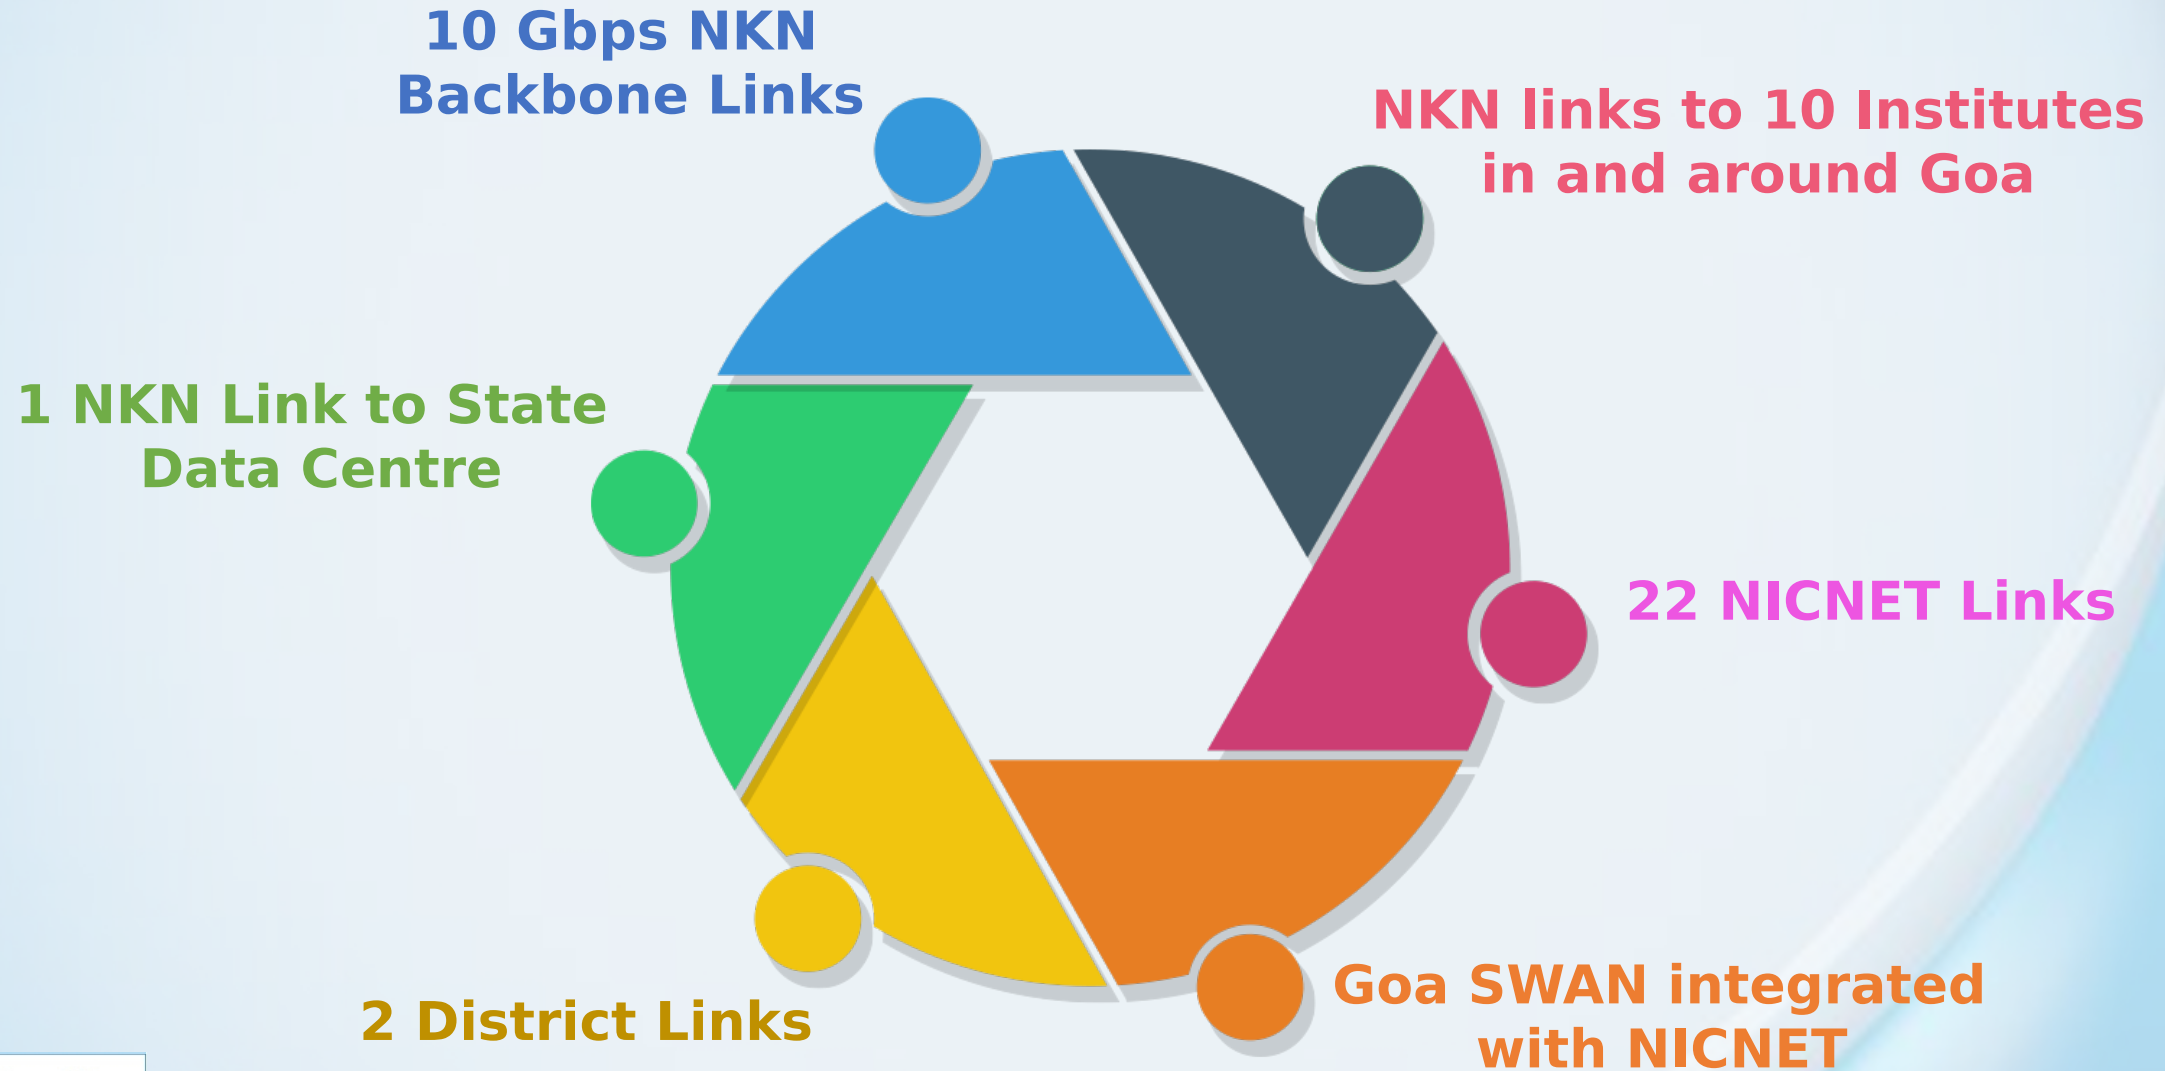 10 Gbps NKN
Backbone Links
NKN links to 10 Institutes
in and around Goa
1 NKN Link to State
Data Centre
22 NICNET Links
2 District Links
Goa SWAN integrated
with NICNET